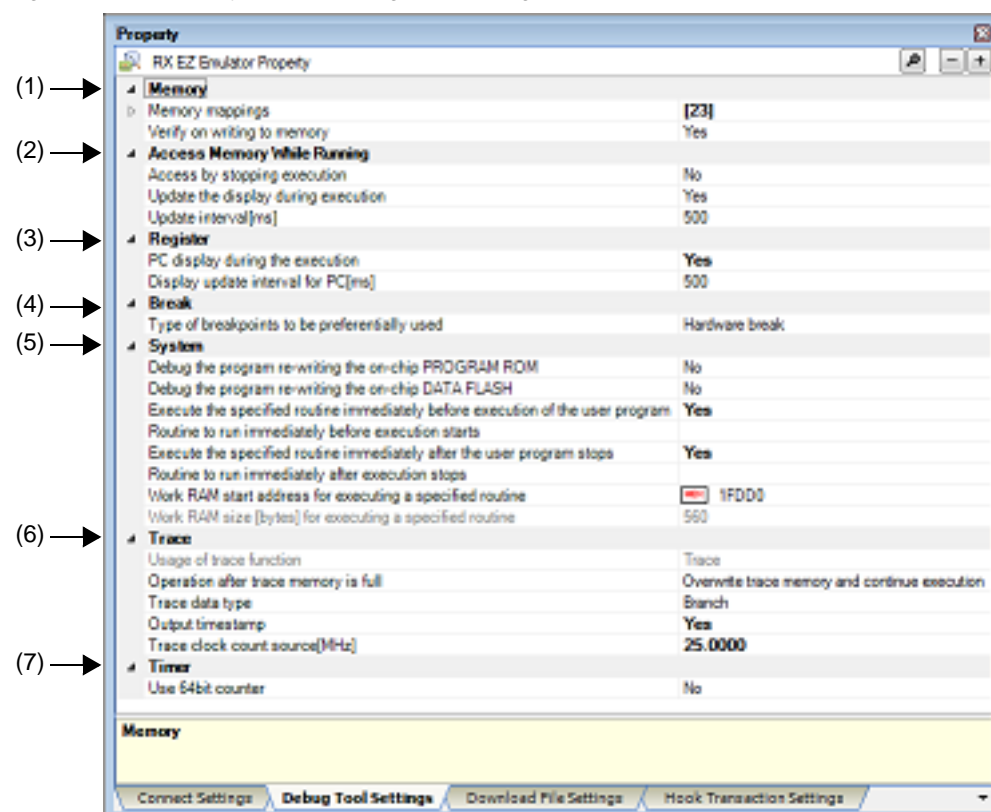 Property
RX EZ Emulator Property
(1) Memory
Memory mappings [23]
Verify on writing to memory Yes
(2) Access Memory While Running
Access by stopping execution No
Update the display during execution Yes
Update interval[ms] 500
(3) Register
PC display during the execution Yes
Display update interval for PC[ms] 500
(4) Break
Type of breakpoints to be preferentially used Hardware break
(5) System
Debug the program re-writing the on-chip PROGRAM ROM No
Debug the program re-writing the on-chip DATA FLASH No
Execute the specified routine immediately before execution of the user program Yes
Routine to run immediately before execution starts
Execute the specified routine immediately after the user program stops Yes
Routine to run immediately after execution stops
Work RAM start address for executing a specified routine 1FDD0
Work RAM size [bytes] for executing a specified routine 560
(6) Trace
Usage of trace function Trace
Operation after trace memory is full Overwrite trace memory and continue execution
Trace data type Branch
Output timestamp Yes
Trace clock count source[MHz] 25.0000
(7) Timer
Use 64bit counter No
Memory
Connect Settings Debug Tool Settings Download File Settings Hook Transaction Settings